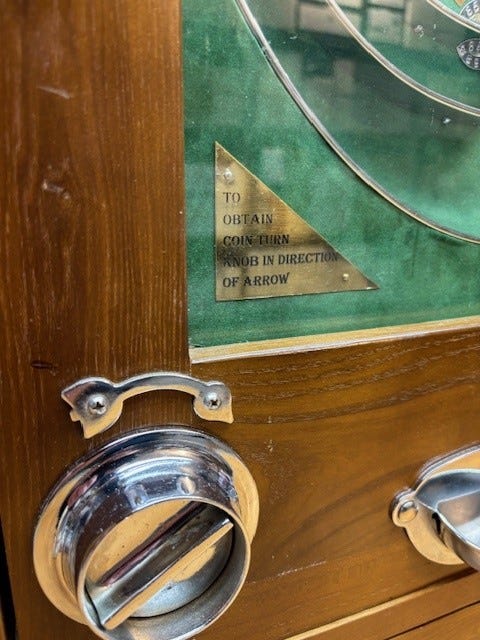 TO
OBTAIN
COIN TURN
KNOB IN DIRECTION
OF ARROW